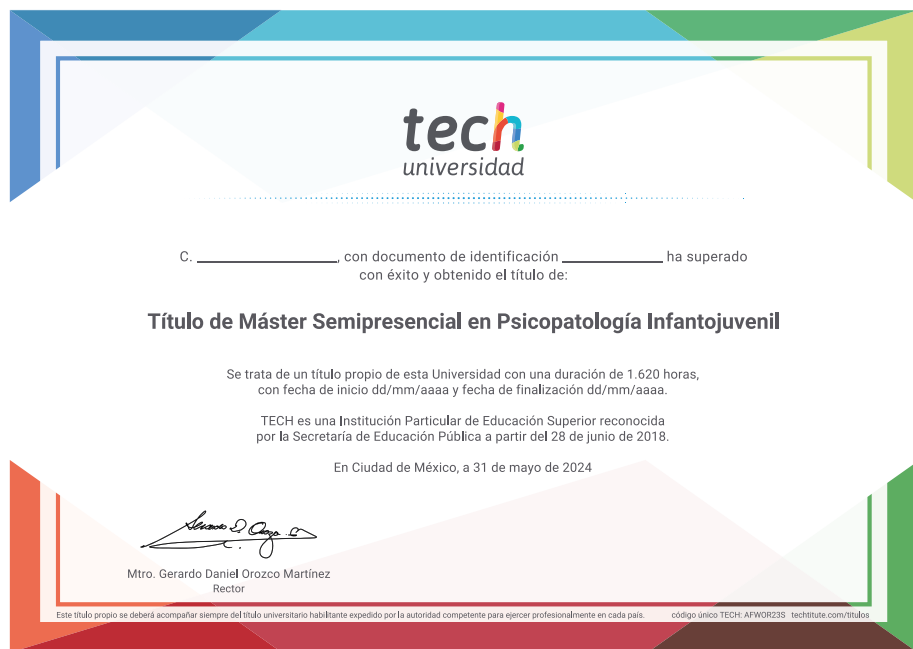 tech
universidad
C. ____________________, con documento de identificación ______________ ha superado
con éxito y obtenido el título de:
Título de Máster Semipresencial en Psicopatología Infantojuvenil
Se trata de un título propio de esta Universidad con una duración de 1.620 horas,
con fecha de inicio dd/mm/aaaa y fecha de finalización dd/mm/aaaa.
TECH es una Institución Particular de Educación Superior reconocida
por la Secretaría de Educación Pública a partir del 28 de junio de 2018.
En Ciudad de México, a 31 de mayo de 2024
Mtro. Gerardo Daniel Orozco Martínez
Rector
Este título propio se deberá acompañar siempre del título universitario habilitante expedido por la autoridad competente para ejercer profesionalmente en cada país. código único TECH: AFWOR23S techtitute.com/titulos